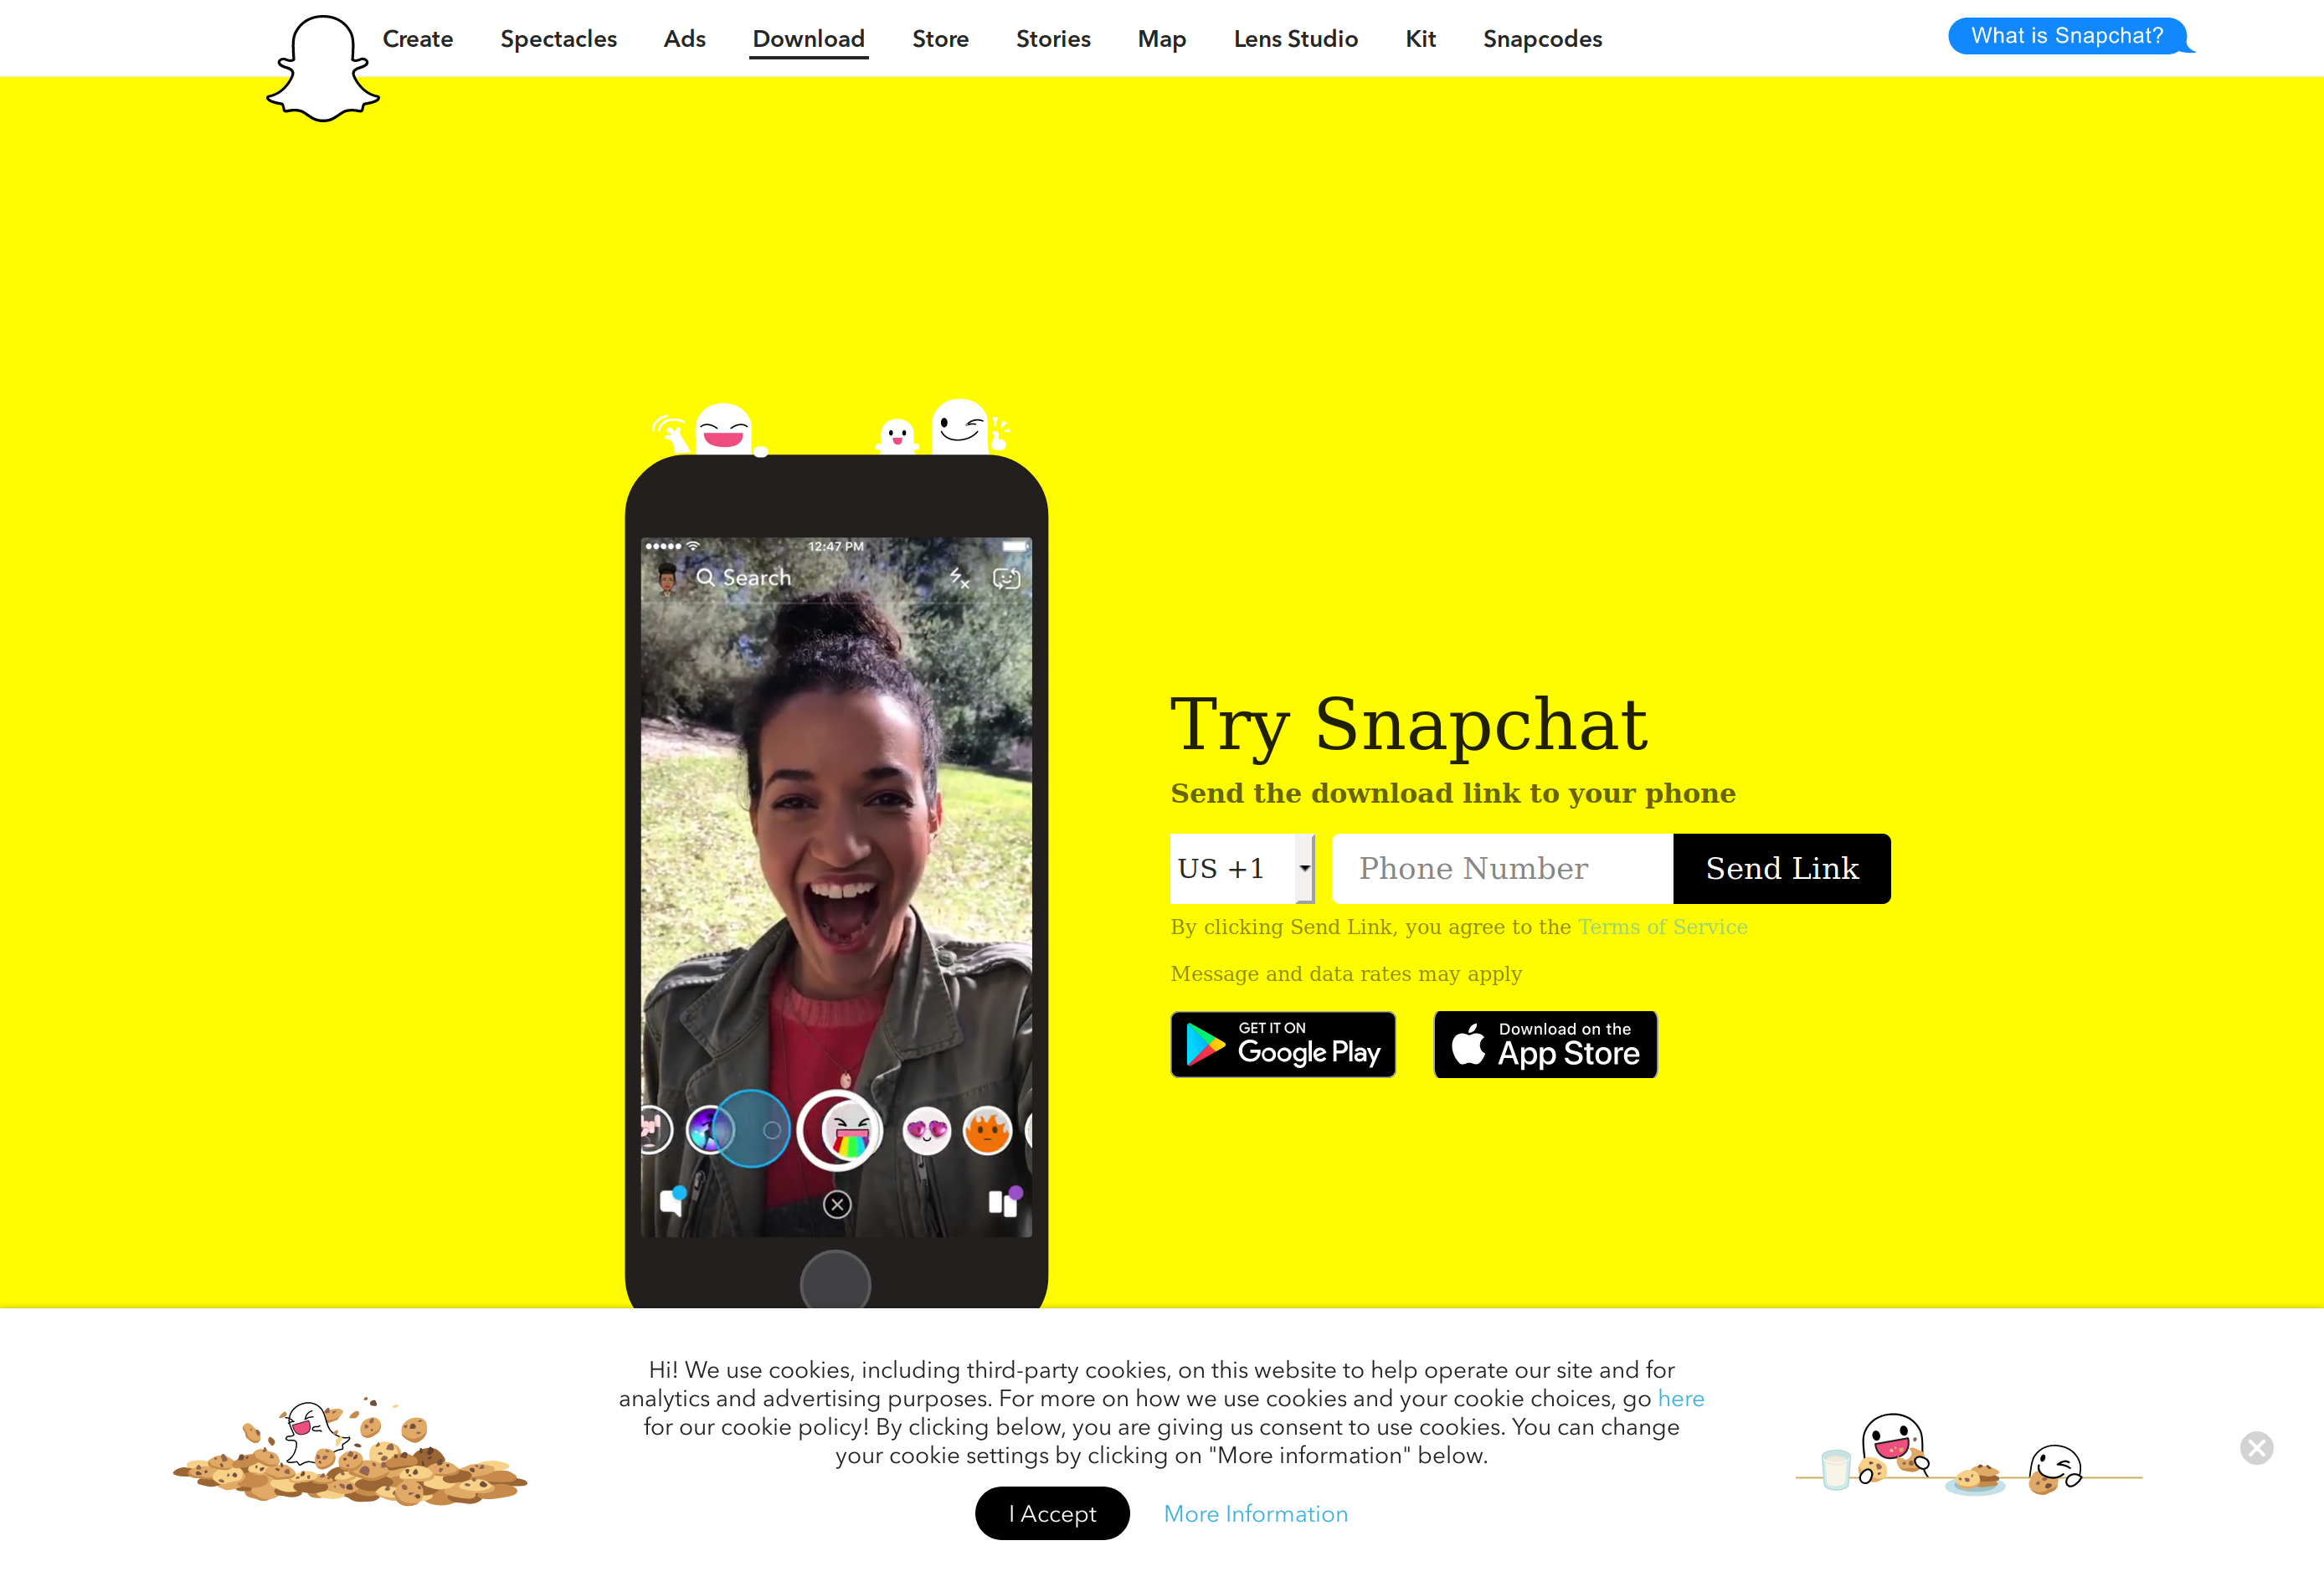 Create Spectacles Ads Download Store Stories Map Lens Studio Kit Snapcodes What is Snapchat?
12:47 PM
Search
Try Snapchat
Send the download link to your phone
US +1 Phone Number Send Link
By clicking Send Link, you agree to the Terms of Service
Message and data rates may apply
GET IT ON
Google Play
Download on the
App Store
Hi! We use cookies, including third-party cookies, on this website to help operate our site and for
analytics and advertising purposes. For more on how we use cookies and your cookie choices, go here
for our cookie policy! By clicking below, you are giving us consent to use cookies. You can change
your cookie settings by clicking on "More information" below.
I Accept More Information